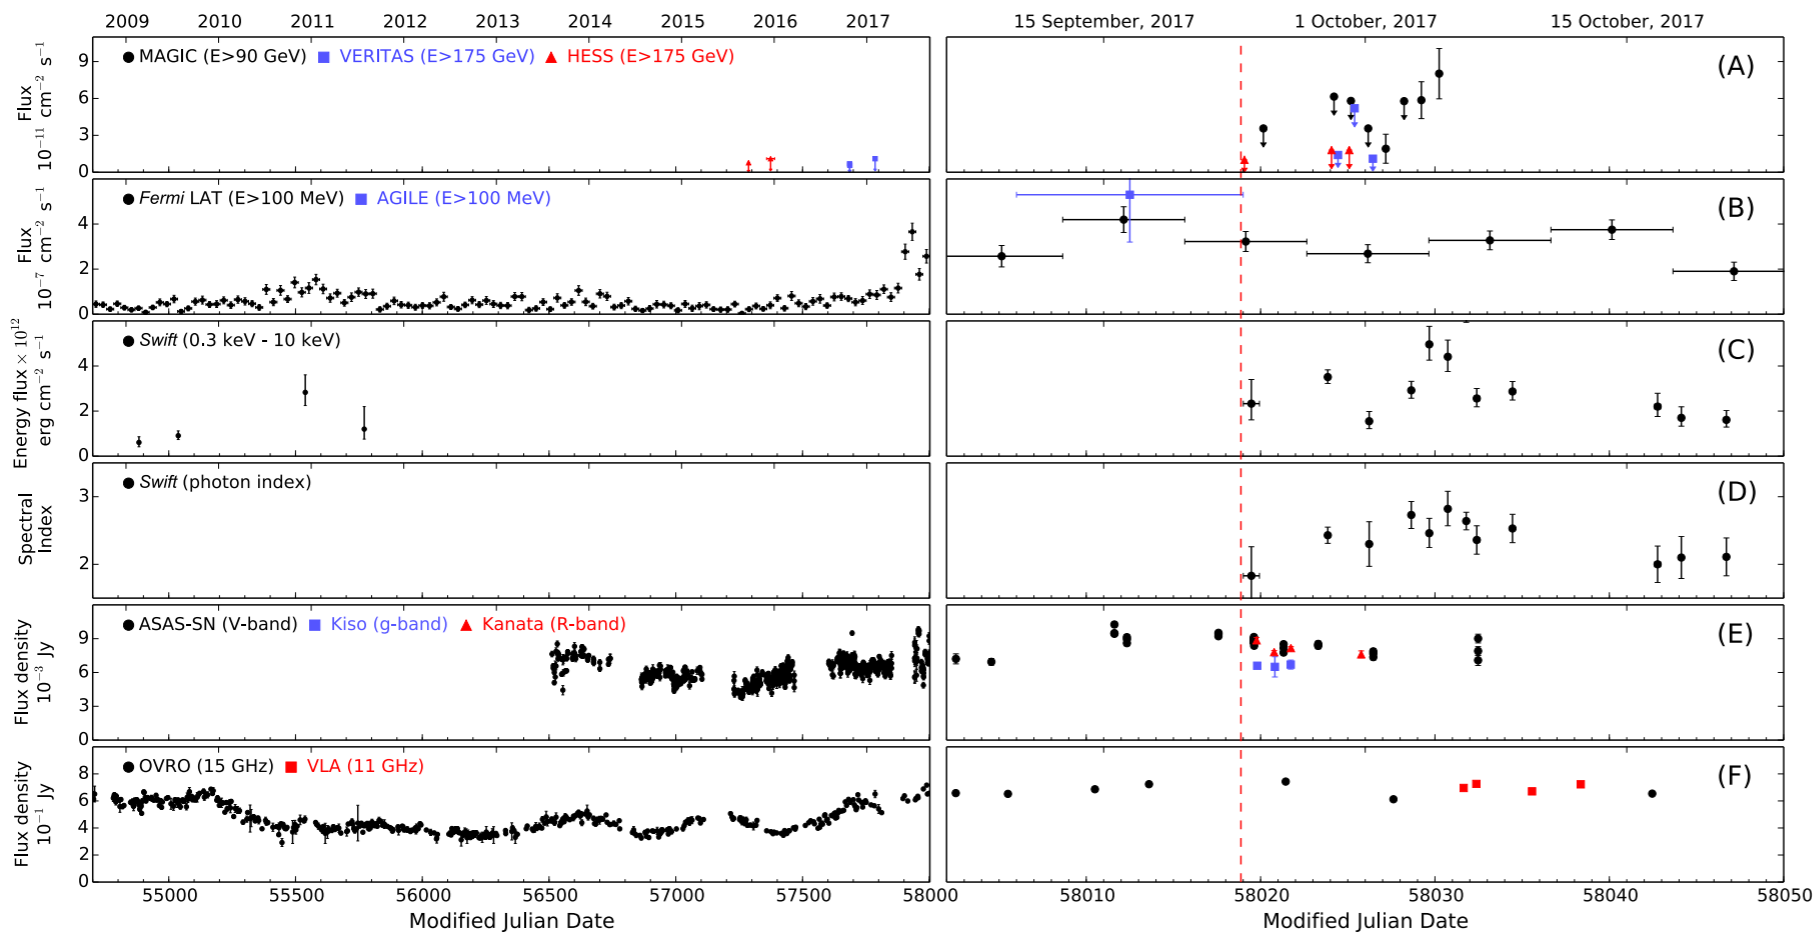 2009 2010 2011 2012 2013 2014 2015 2016 2017
15 September, 2017 1 October, 2017 15 October, 2017
Flux
10⁻¹¹ cm⁻² s⁻¹
9
6
3
0
MAGIC (E>90 GeV) VERITAS (E>175 GeV) HESS (E>175 GeV)
(A)
Flux
10⁻⁷ cm⁻² s⁻¹
4
2
0
Fermi LAT (E>100 MeV) AGILE (E>100 MeV)
(B)
Energy flux × 10¹²
erg cm⁻² s⁻¹
4
2
0
Swift (0.3 keV - 10 keV)
(C)
Spectral
Index
3
2
Swift (photon index)
(D)
Flux density
10⁻³ Jy
9
6
3
0
ASAS-SN (V-band) Kiso (g-band) Kanata (R-band)
(E)
Flux density
10⁻¹ Jy
8
6
4
2
0
OVRO (15 GHz) VLA (11 GHz)
(F)
55000 55500 56000 56500 57000 57500 58000
58010 58020 58030 58040 58050
Modified Julian Date
Modified Julian Date